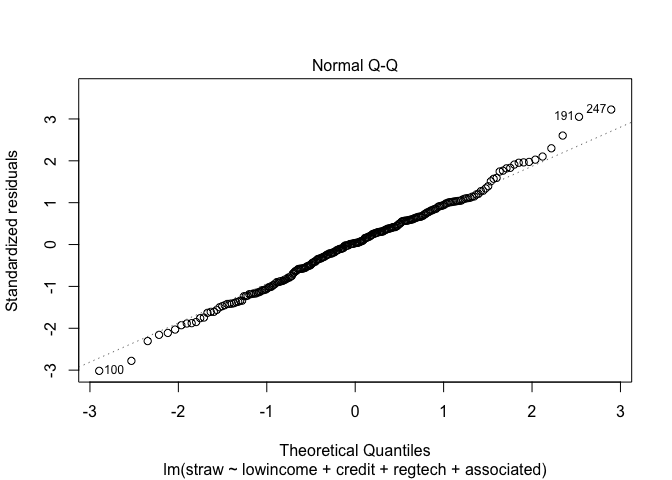 Normal Q-Q
Standardized residuals
3
2
1
0
-1
-2
-3
191
247
100
-3 -2 -1 0 1 2 3
Theoretical Quantiles
lm(straw ~ lowincome + credit + regtech + associated)